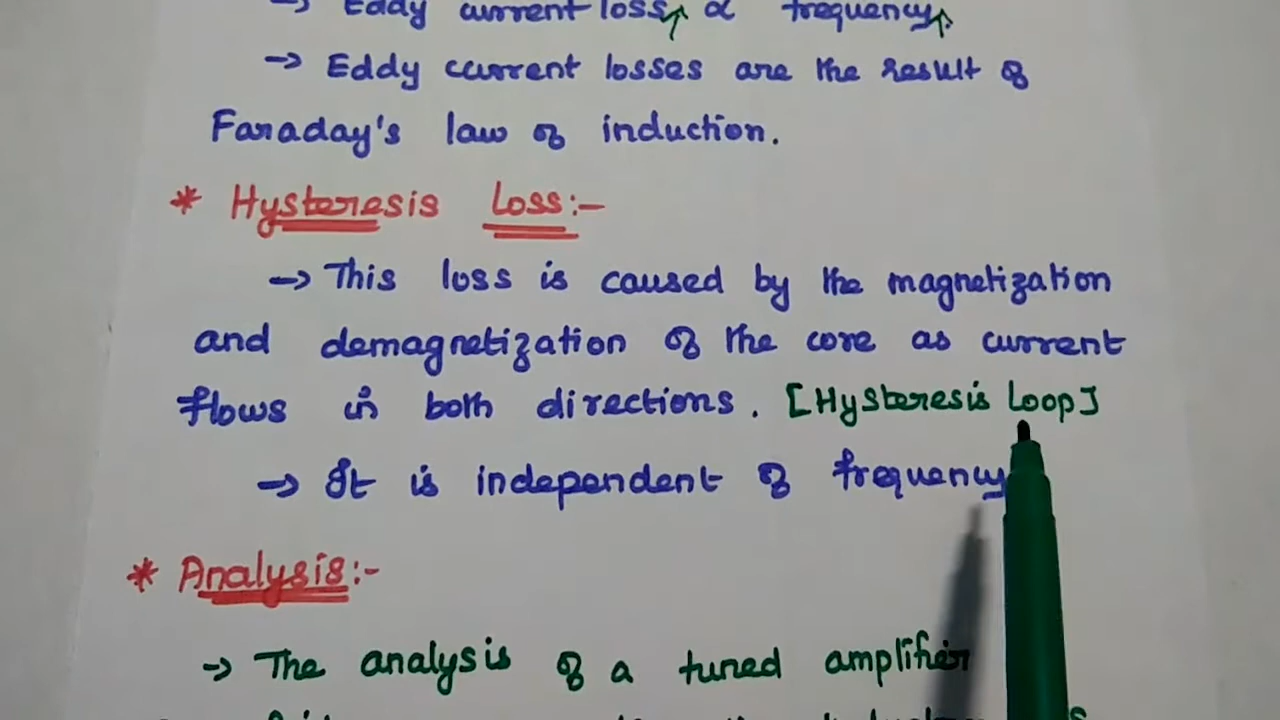 → Eddy current loss↑ α frequency↑.
→ Eddy current losses are the result of
Faraday's law of induction.
* Hysteresis Loss:-
→ This loss is caused by the magnetization
and demagnetization of the core as current
flows in both directions. [Hysteresis Loop]
→ It is independent of frequency
* Analysis:-
→ The analysis of a tuned amplifier